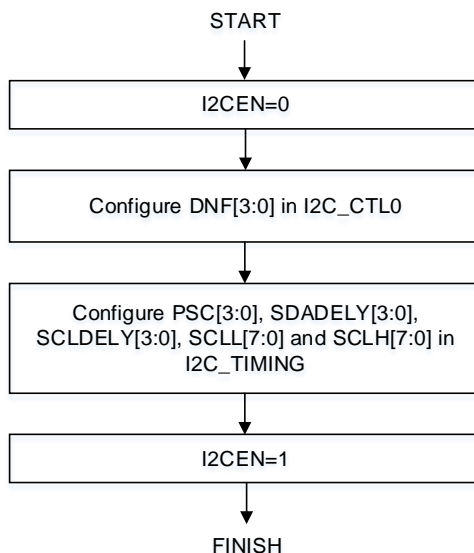 START
I2CEN=0
Configure DNF[3:0] in I2C_CTL0
Configure PSC[3:0], SDADELY[3:0],
SCLDELY[3:0], SCLL[7:0] and SCLH[7:0] in
I2C_TIMING
I2CEN=1
FINISH